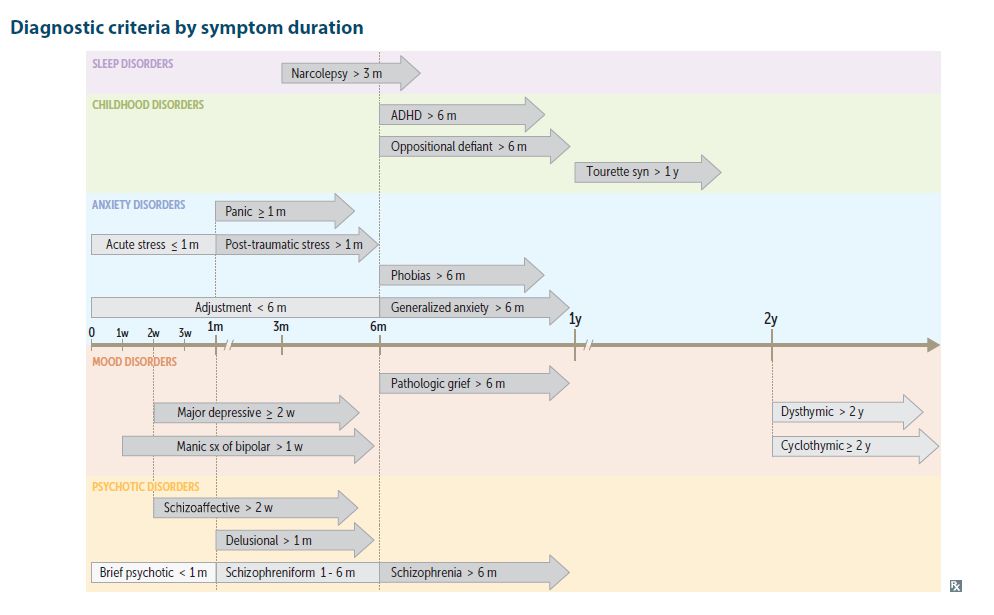 Diagnostic criteria by symptom duration
SLEEP DISORDERS
Narcolepsy > 3 m
CHILDHOOD DISORDERS
ADHD > 6 m
Oppositional defiant > 6 m
Tourette syn > 1 y
ANXIETY DISORDERS
Panic ≥ 1 m
Acute stress ≤ 1 m
Post-traumatic stress > 1 m
Phobias > 6 m
Adjustment < 6 m
Generalized anxiety > 6 m
0 1w 2w 3w 1m 3m 6m 1y 2y
MOOD DISORDERS
Pathologic grief > 6 m
Major depressive ≥ 2 w
Dysthymic > 2 y
Manic sx of bipolar > 1 w
Cyclothymic ≥ 2 y
PSYCHOTIC DISORDERS
Schizoaffective > 2 w
Delusional > 1 m
Brief psychotic < 1 m
Schizophreniform 1 - 6 m
Schizophrenia > 6 m
Rx